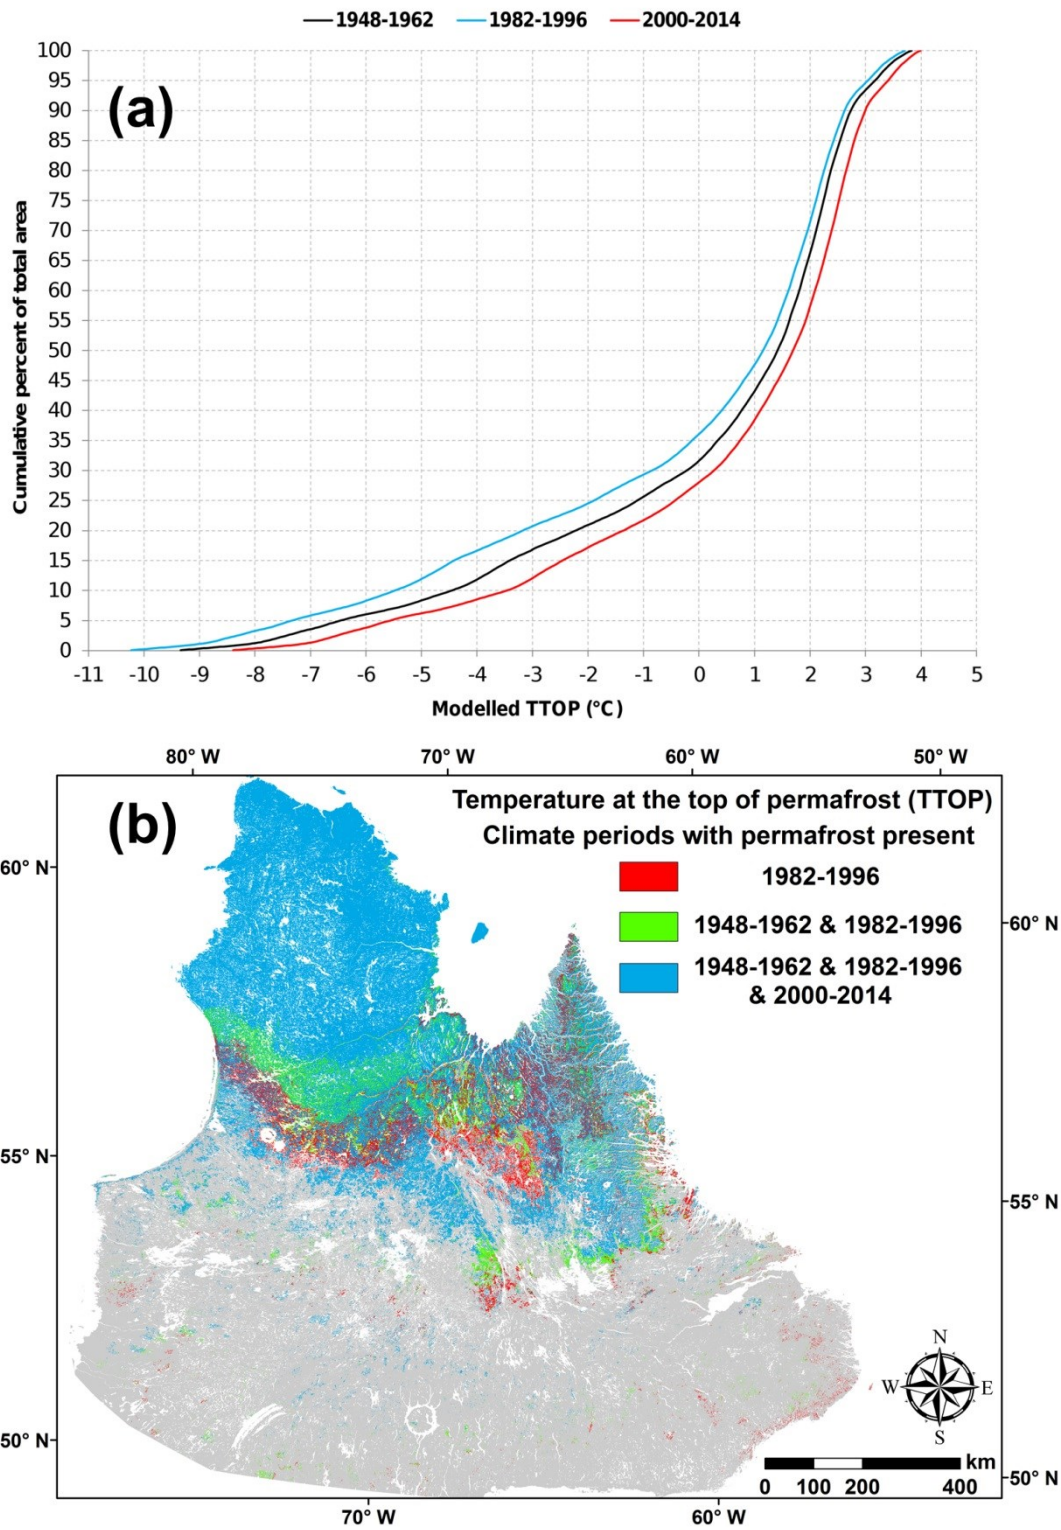 1948-1962 1982-1996 2000-2014
(a)
Cumulative percent of total area
100
95
90
85
80
75
70
65
60
55
50
45
40
35
30
25
20
15
10
5
0
-11 -10 -9 -8 -7 -6 -5 -4 -3 -2 -1 0 1 2 3 4 5
Modelled TTOP (°C)
80° W 70° W 60° W 50° W
(b)
Temperature at the top of permafrost (TTOP)
Climate periods with permafrost present
1982-1996
1948-1962 & 1982-1996
1948-1962 & 1982-1996
& 2000-2014
60° N
60° N
55° N
55° N
50° N
50° N
N
W E
S
km
0 100 200 400
70° W 60° W